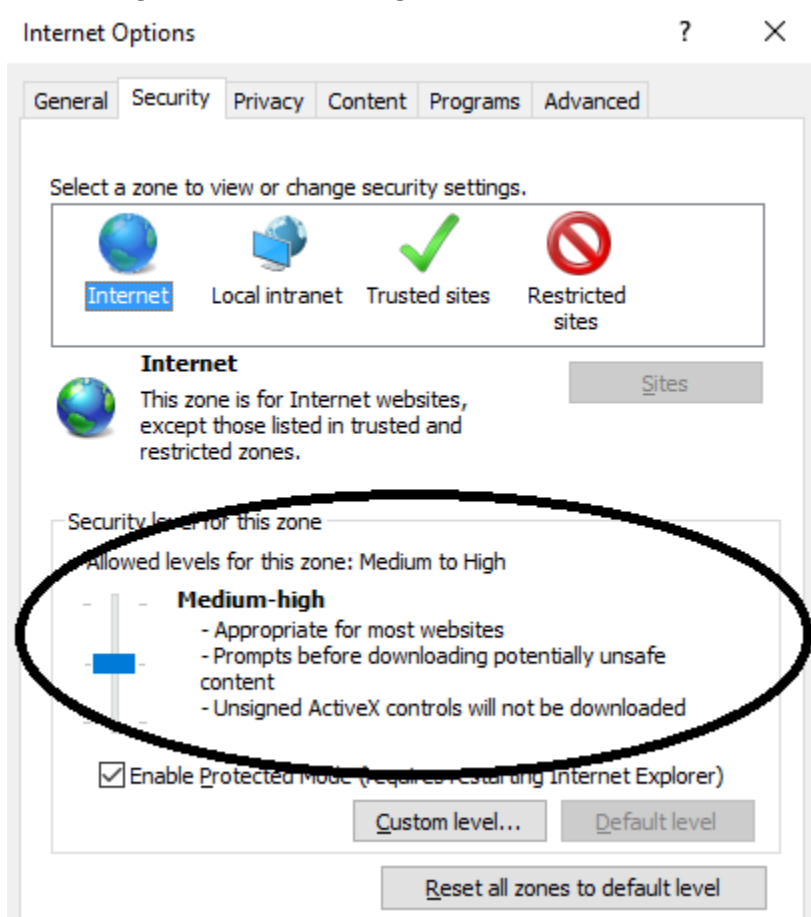 Internet Options ?
General Security Privacy Content Programs Advanced
Select a zone to view or change security settings.
Internet Local intranet Trusted sites Restricted sites
Internet
Sites
This zone is for Internet websites,
except those listed in trusted and
restricted zones.
Security level for this zone
Allowed levels for this zone: Medium to High
Medium-high
- Appropriate for most websites
- Prompts before downloading potentially unsafe
content
- Unsigned ActiveX controls will not be downloaded
Enable Protected Mode (requires restarting Internet Explorer)
Custom level... Default level
Reset all zones to default level